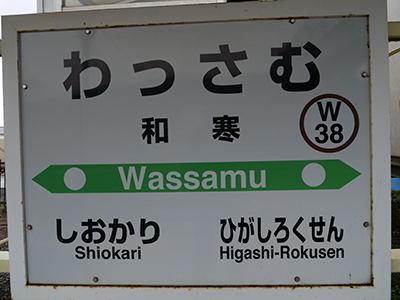 わっさむ
和寒
W
38
Wassamu
しおかり
Shiokari
ひがしろくせん
Higashi-Rokusen